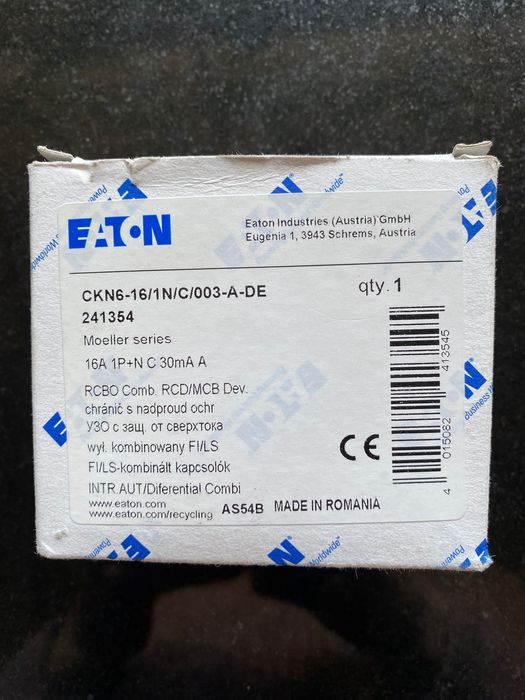 EATON
Eaton Industries (Austria) GmbH
Eugenia 1, 3943 Schrems, Austria
CKN6-16/1N/C/003-A-DE
qty. 1
241354
Moeller series
16A 1P+N C 30mA A
RCBO Comb. RCD/MCB Dev.
chránič s nadproud ochr
УЗО с защ. от сверхтока
wył. kombinowany FI/LS
FI/LS-kombinált kapcsolók
INTR.AUT/Diferential Combi
www.eaton.com
www.eaton.com/recycling
AS54B MADE IN ROMANIA
CE
4 015082 413545